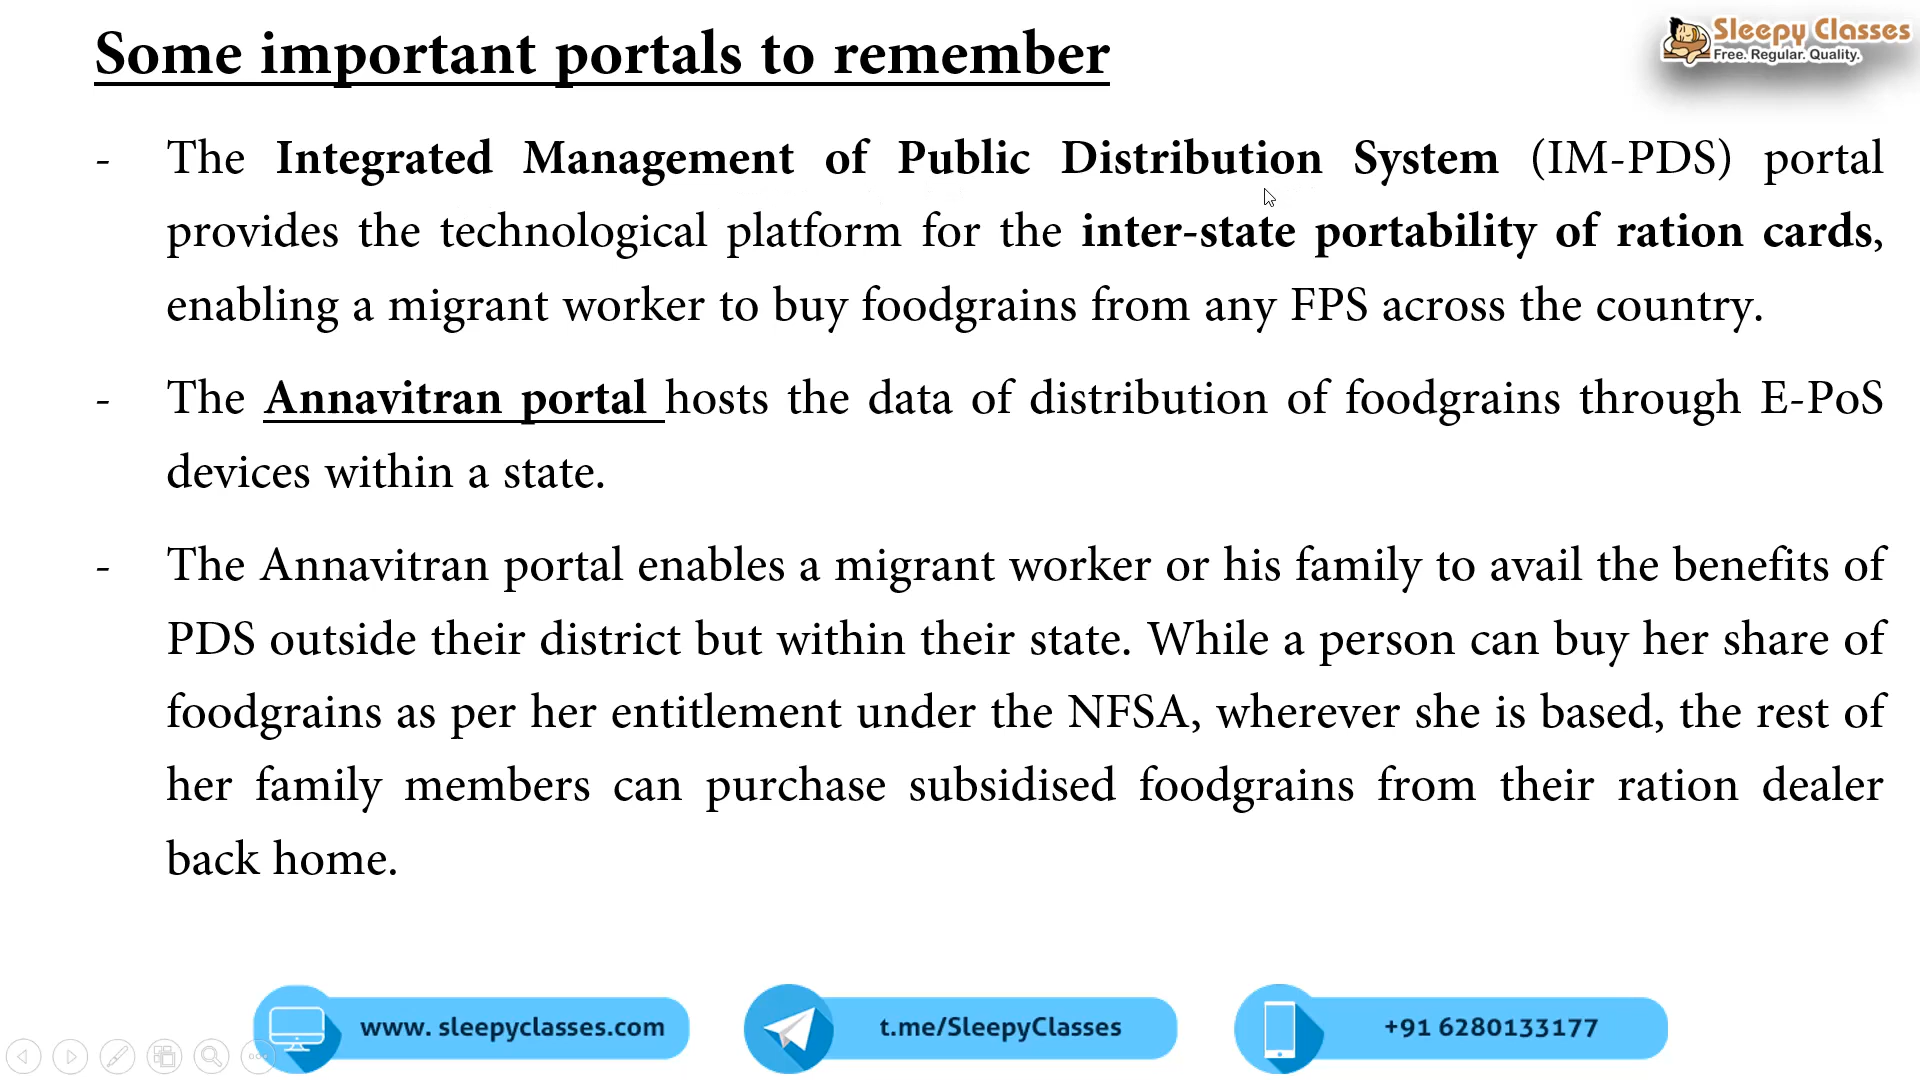 Some important portals to remember
Sleepy Classes
Free. Regular. Quality.
- The Integrated Management of Public Distribution System (IM-PDS) portal
provides the technological platform for the inter-state portability of ration cards,
enabling a migrant worker to buy foodgrains from any FPS across the country.
- The Annavitran portal hosts the data of distribution of foodgrains through E-PoS
devices within a state.
- The Annavitran portal enables a migrant worker or his family to avail the benefits of
PDS outside their district but within their state. While a person can buy her share of
foodgrains as per her entitlement under the NFSA, wherever she is based, the rest of
her family members can purchase subsidised foodgrains from their ration dealer
back home.
www. sleepyclasses.com
t.me/SleepyClasses
+91 6280133177